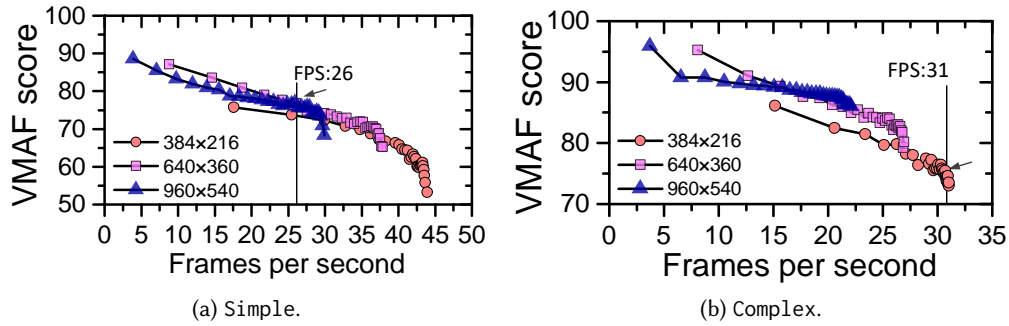 VMAF score
100
90
80
70
60
50
FPS:26
384×216
640×360
960×540
0 5 10 15 20 25 30 35 40 45 50
Frames per second
(a) Simple.
VMAF score
100
90
80
70
FPS:31
384×216
640×360
960×540
0 5 10 15 20 25 30 35
Frames per second
(b) Complex.